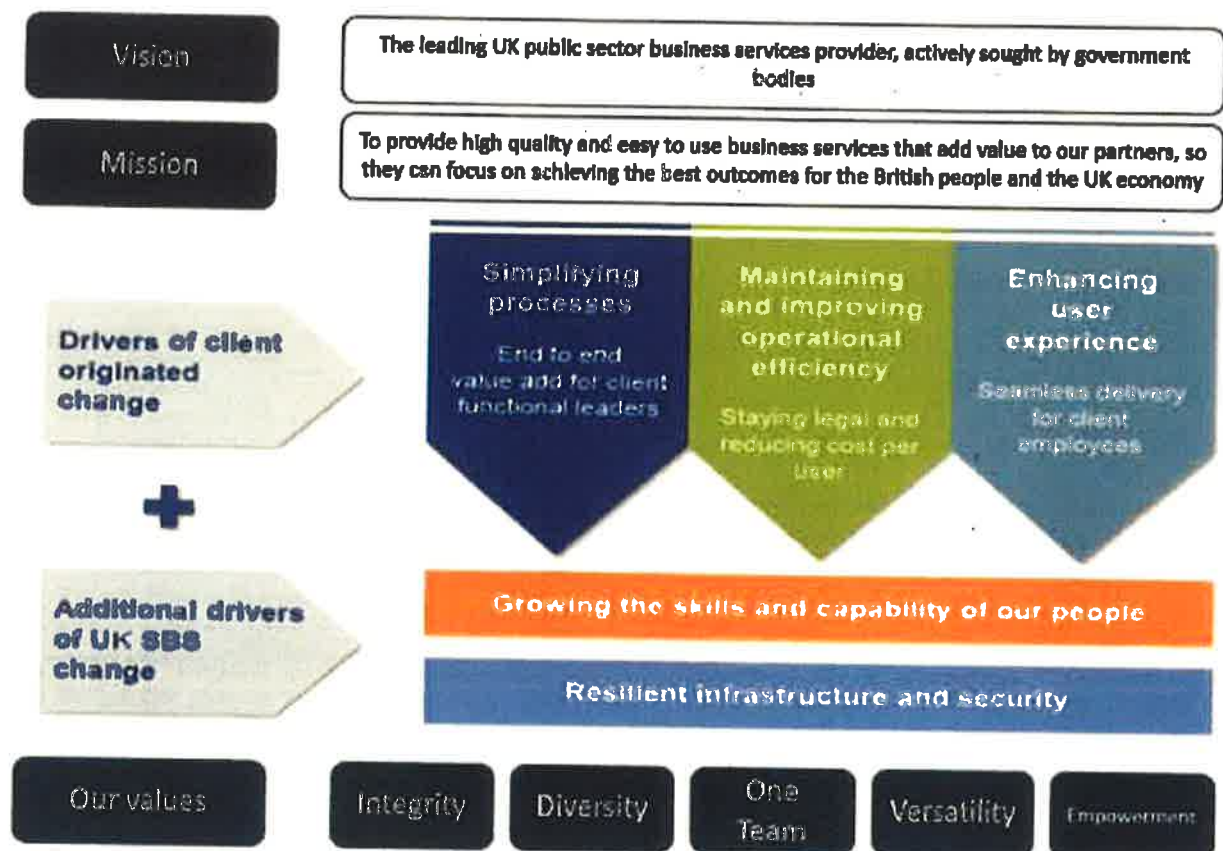 Vision
The leading UK public sector business services provider, actively sought by government
bodies
Mission
To provide high quality and easy to use business services that add value to our partners, so
they can focus on achieving the best outcomes for the British people and the UK economy
Drivers of client
originated
change
Simplifying
processes
End to end
value add for client
functional leaders
Maintaining
and improving
operational
efficiency
Staying legal and
reducing cost per
user
Enhancing
user
experience
Seamless delivery
for client
employees
Additional drivers
of UK SBS
change
Growing the skills and capability of our people
Resilient infrastructure and security
Our values
Integrity
Diversity
One
Team
Versatility
Empowerment